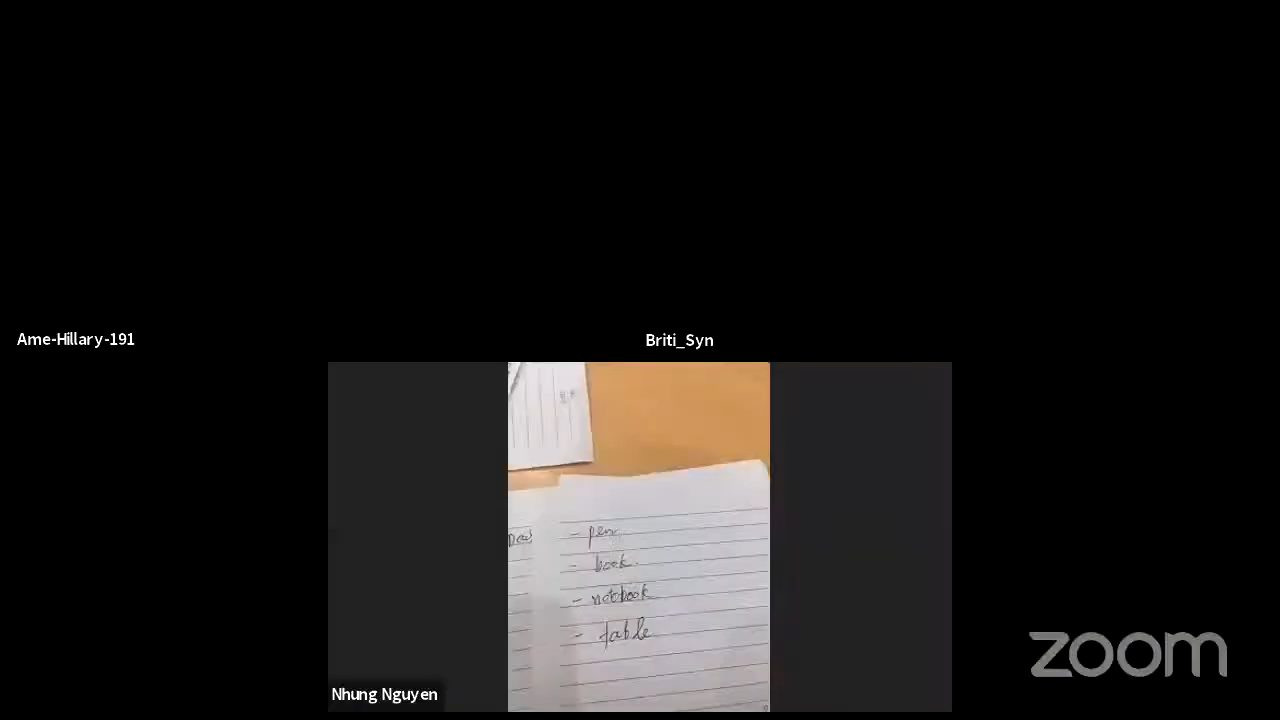 Ame-Hillary-191
Briti_Syn
- pen
- book
- notebook
- table
Nhung Nguyen
zoom